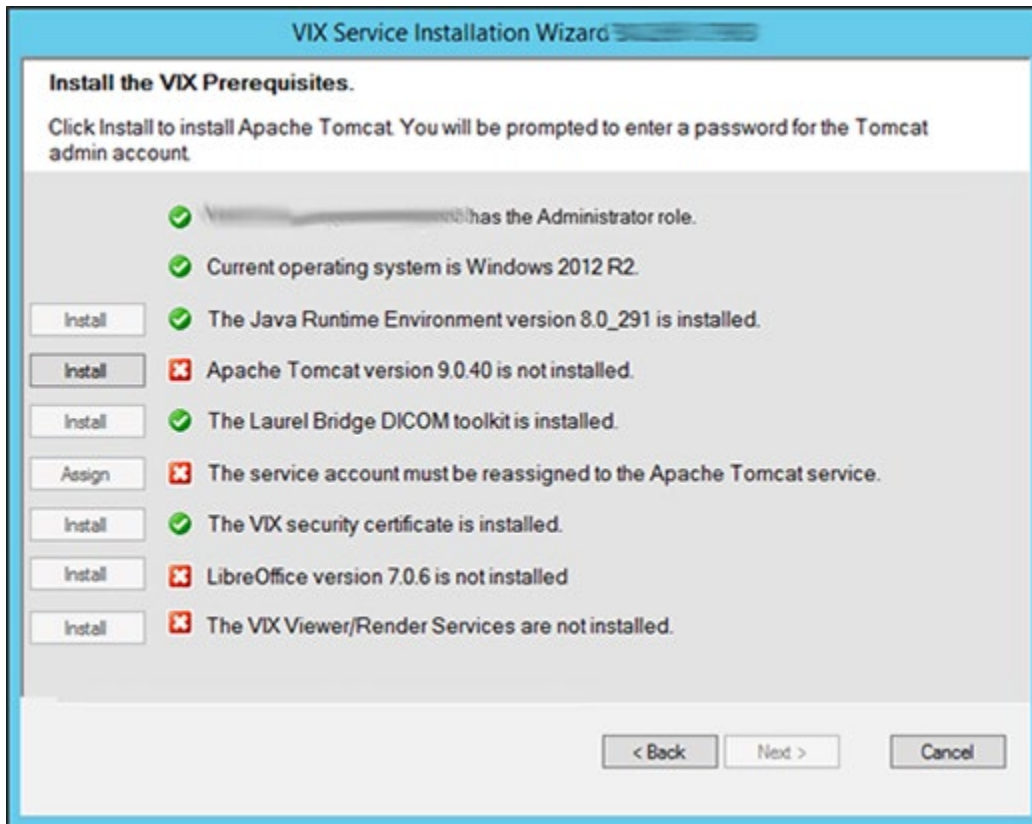 VIX Service Installation Wizard
Install the VIX Prerequisites.
Click Install to install Apache Tomcat. You will be prompted to enter a password for the Tomcat
admin account.
has the Administrator role.
Current operating system is Windows 2012 R2.
Install The Java Runtime Environment version 8.0_291 is installed.
Install Apache Tomcat version 9.0.40 is not installed.
Install The Laurel Bridge DICOM toolkit is installed.
Assign The service account must be reassigned to the Apache Tomcat service.
Install The VIX security certificate is installed.
Install LibreOffice version 7.0.6 is not installed
Install The VIX Viewer/Render Services are not installed.
< Back Next > Cancel